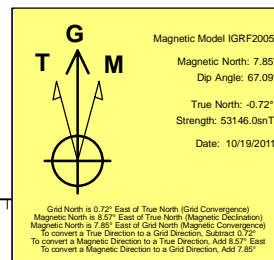 G
T M
Magnetic Model IGRF2005
Magnetic North: 7.85°
Dip Angle: 67.09°
True North: -0.72°
Strength: 53146.0snT
Date: 10/19/2011
Grid North is 0.72° East of True North (Grid Convergence)
Magnetic North is 8.57° East of True North (Magnetic Declination)
Magnetic North is 7.85° East of Grid North (Magnetic Convergence)
To convert a True Direction to a Grid Direction, Subtract 0.72°
To convert a Magnetic Direction to a True Direction, Add 8.57° East
To convert a Magnetic Direction to a Grid Direction, Add 7.85°